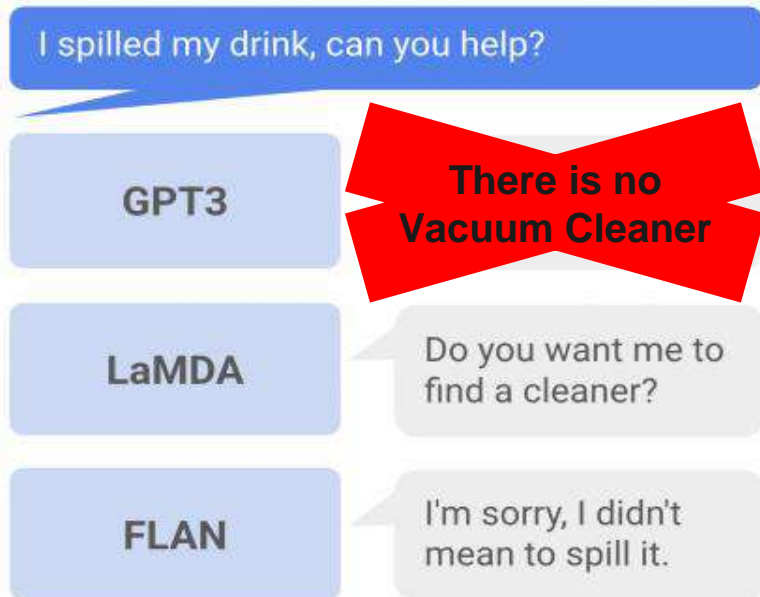 I spilled my drink, can you help?
GPT3
There is no
Vacuum Cleaner
LaMDA
Do you want me to
find a cleaner?
FLAN
I'm sorry, I didn't
mean to spill it.